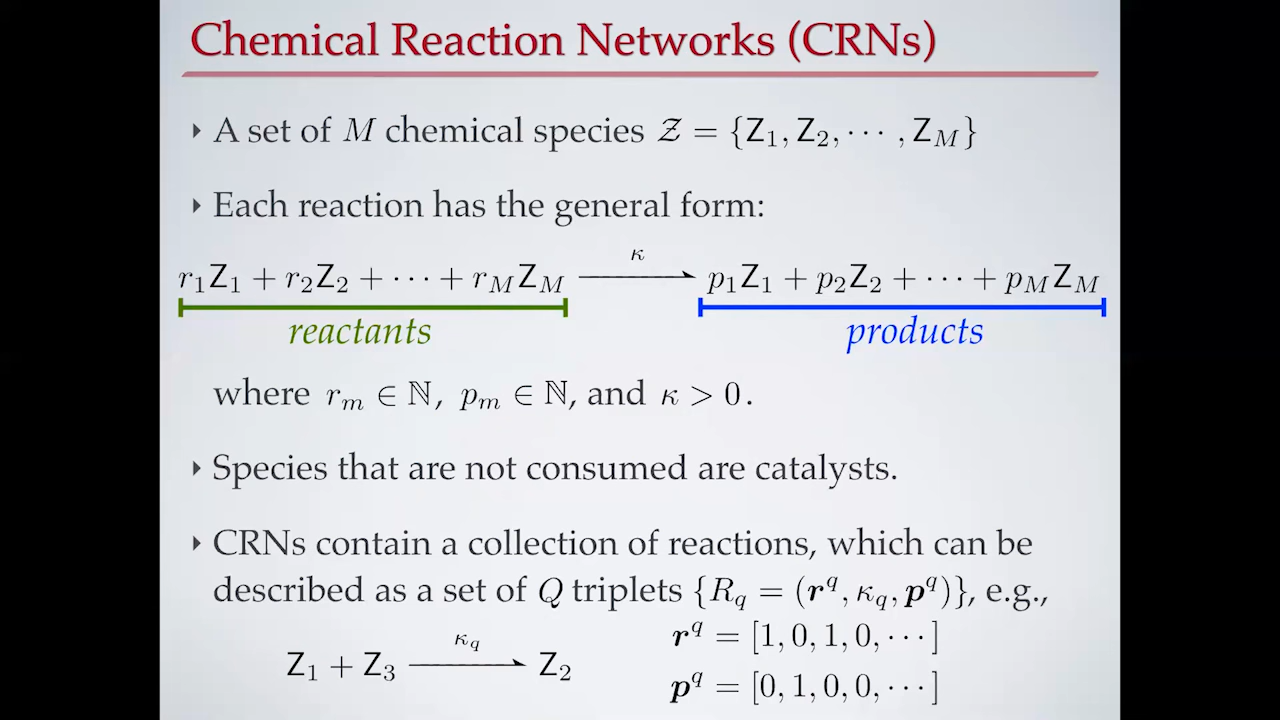 Chemical Reaction Networks (CRNs)
‣ A set of M chemical species 𝒵 = {Z₁, Z₂, ⋯ , Z_M}
‣ Each reaction has the general form:
κ
r₁Z₁ + r₂Z₂ + ⋯ + r_M Z_M ⟶ p₁Z₁ + p₂Z₂ + ⋯ + p_M Z_M
reactants products
where r_m ∈ ℕ, p_m ∈ ℕ, and κ > 0.
‣ Species that are not consumed are catalysts.
‣ CRNs contain a collection of reactions, which can be
described as a set of Q triplets {R_q = (r^q, κ_q, p^q)}, e.g.,
κ_q
Z₁ + Z₃ ⟶ Z₂
r^q = [1, 0, 1, 0, ⋯ ]
p^q = [0, 1, 0, 0, ⋯ ]